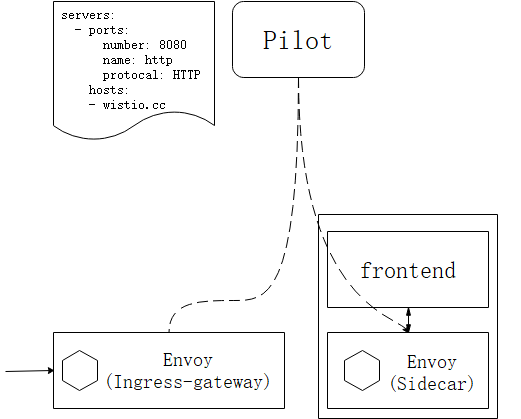 servers:
- ports:
number: 8080
name: http
protocal: HTTP
hosts:
- wistio.cc
Pilot
frontend
Envoy
(Ingress-gateway)
Envoy
(Sidecar)